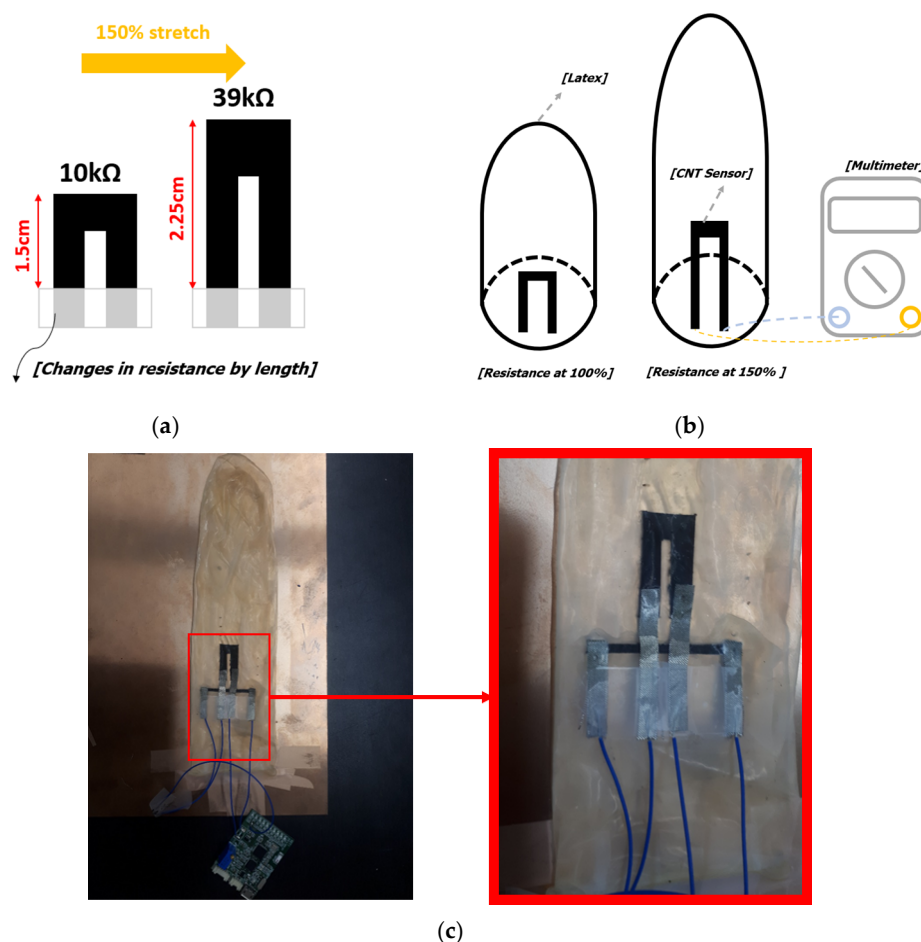 150% stretch
39kΩ
10kΩ
1.5cm
2.25cm
[Changes in resistance by length]
(a)
[Latex]
[CNT Sensor]
[Multimeter]
[Resistance at 100%]
[Resistance at 150% ]
(b)
(c)